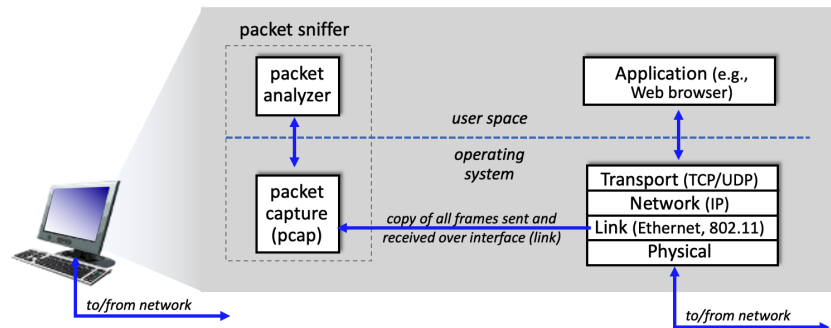 packet sniffer
packet
analyzer
Application (e.g.,
Web browser)
user space
operating
system
packet
capture
(pcap)
copy of all frames sent and
received over interface (link)
Transport (TCP/UDP)
Network (IP)
Link (Ethernet, 802.11)
Physical
to/from network
to/from network